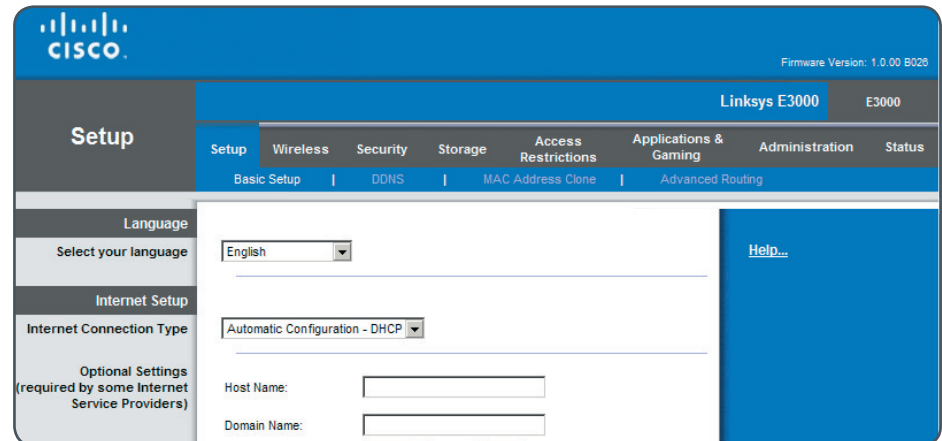 CISCO.
Firmware Version: 1.0.00 B026
Linksys E3000 E3000
Setup
Setup Wireless Security Storage Access Restrictions Applications & Gaming Administration Status
Basic Setup | DDNS | MAC Address Clone | Advanced Routing
Language
Select your language English
Help...
Internet Setup
Internet Connection Type Automatic Configuration - DHCP
Optional Settings
(required by some Internet
Service Providers)
Host Name:
Domain Name: